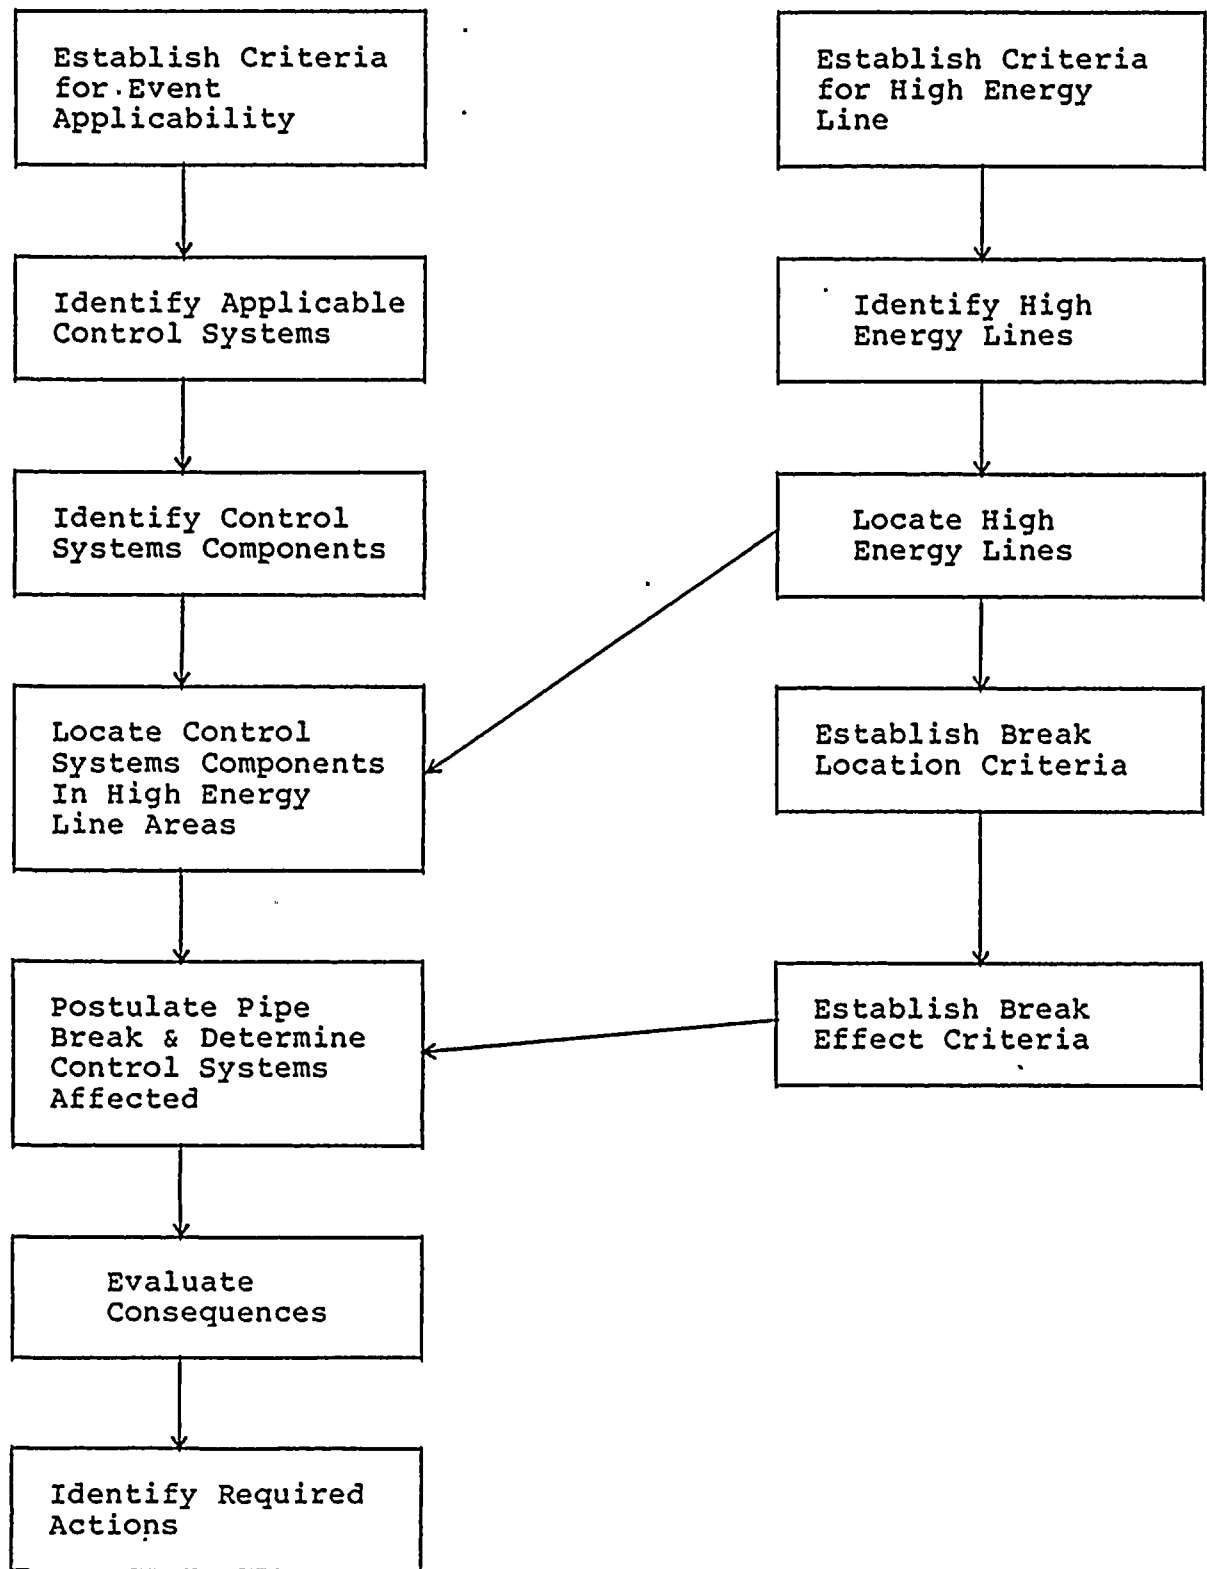 Establish Criteria
for Event
Applicability
Establish Criteria
for High Energy
Line
Identify Applicable
Control Systems
Identify High
Energy Lines
Identify Control
Systems Components
Locate High
Energy Lines
Locate Control
Systems Components
In High Energy
Line Areas
Establish Break
Location Criteria
Postulate Pipe
Break & Determine
Control Systems
Affected
Establish Break
Effect Criteria
Evaluate
Consequences
Identify Required
Actions